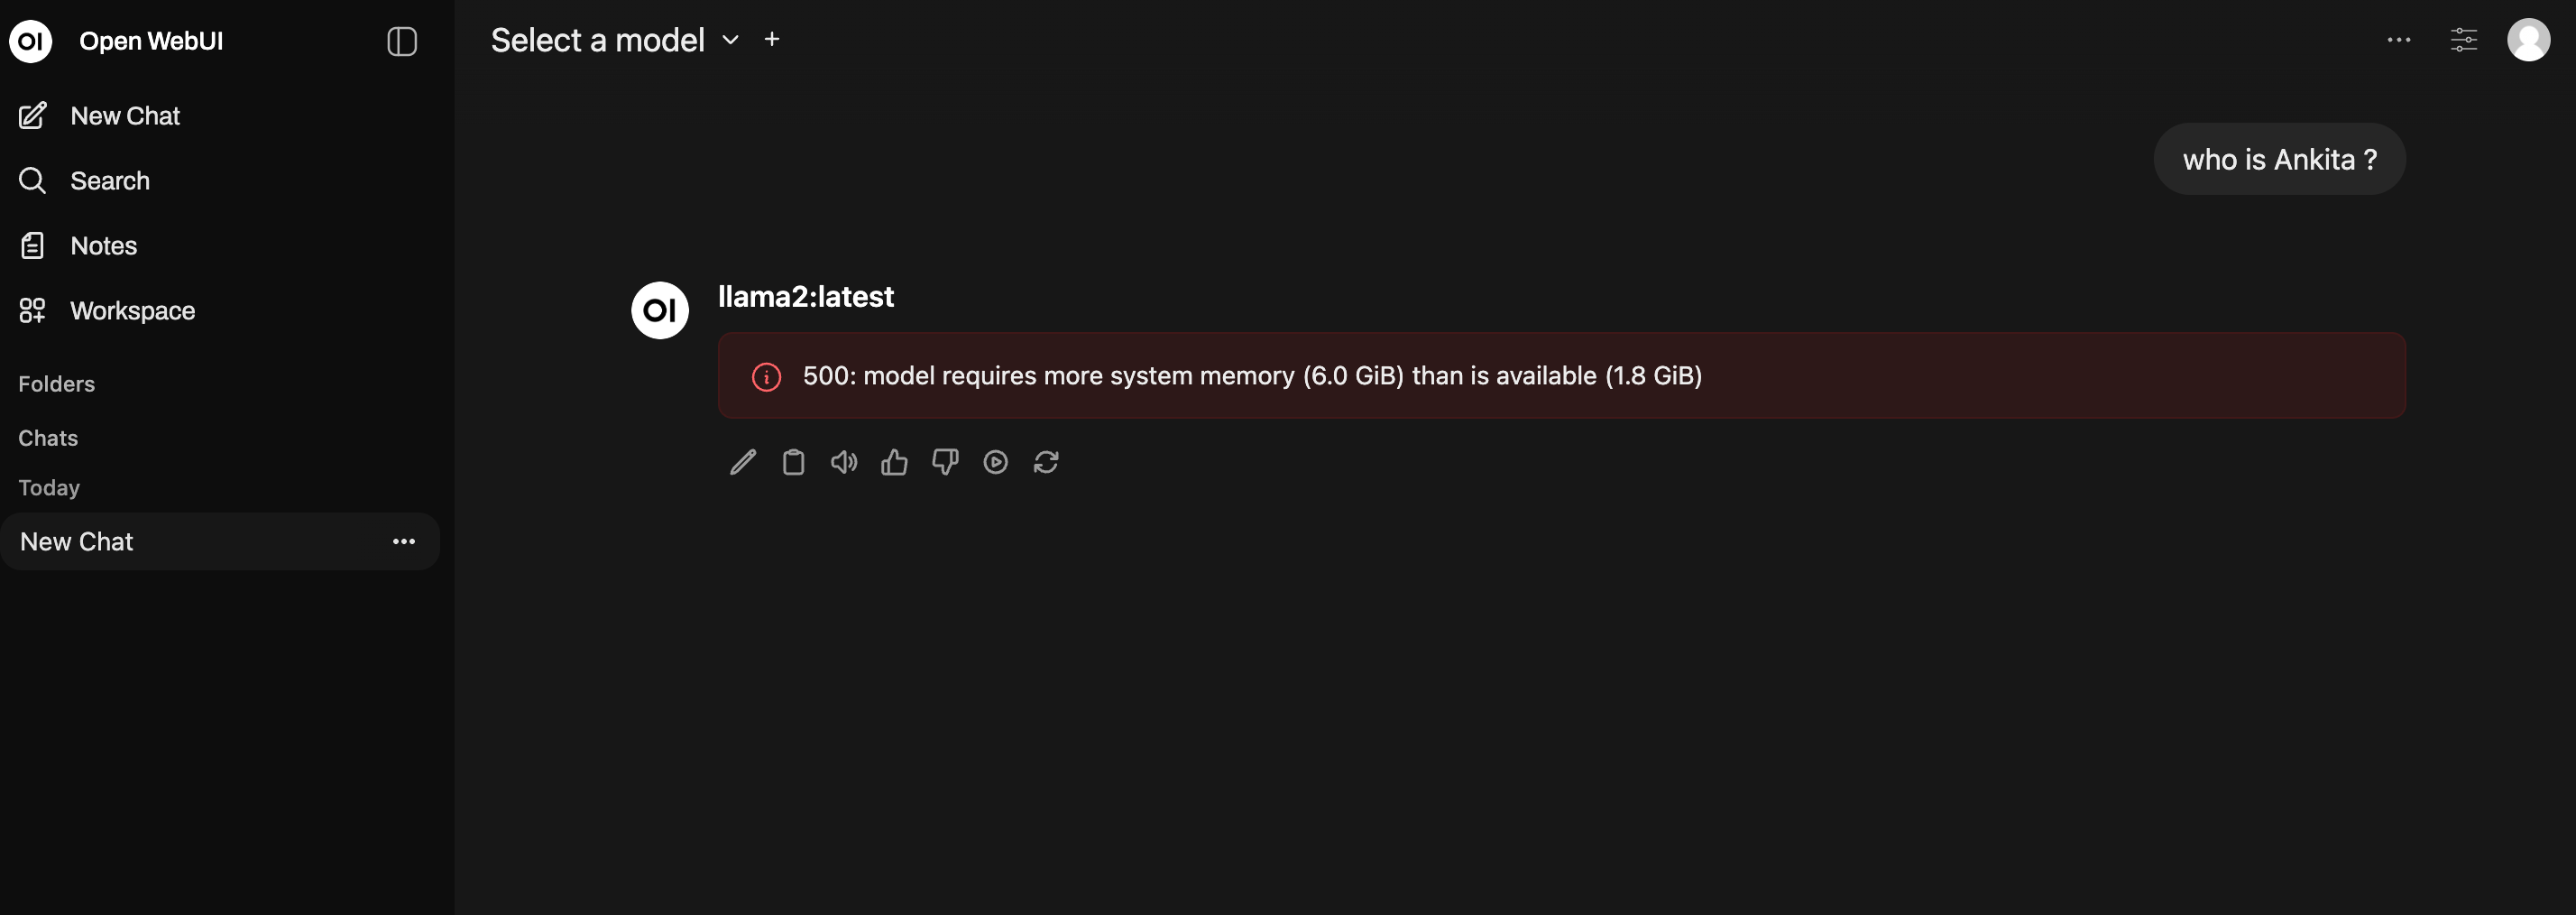 OI Open WebUI
New Chat
Search
Notes
Workspace
Folders
Chats
Today
New Chat
Select a model
who is Ankita ?
OI
llama2:latest
500: model requires more system memory (6.0 GiB) than is available (1.8 GiB)